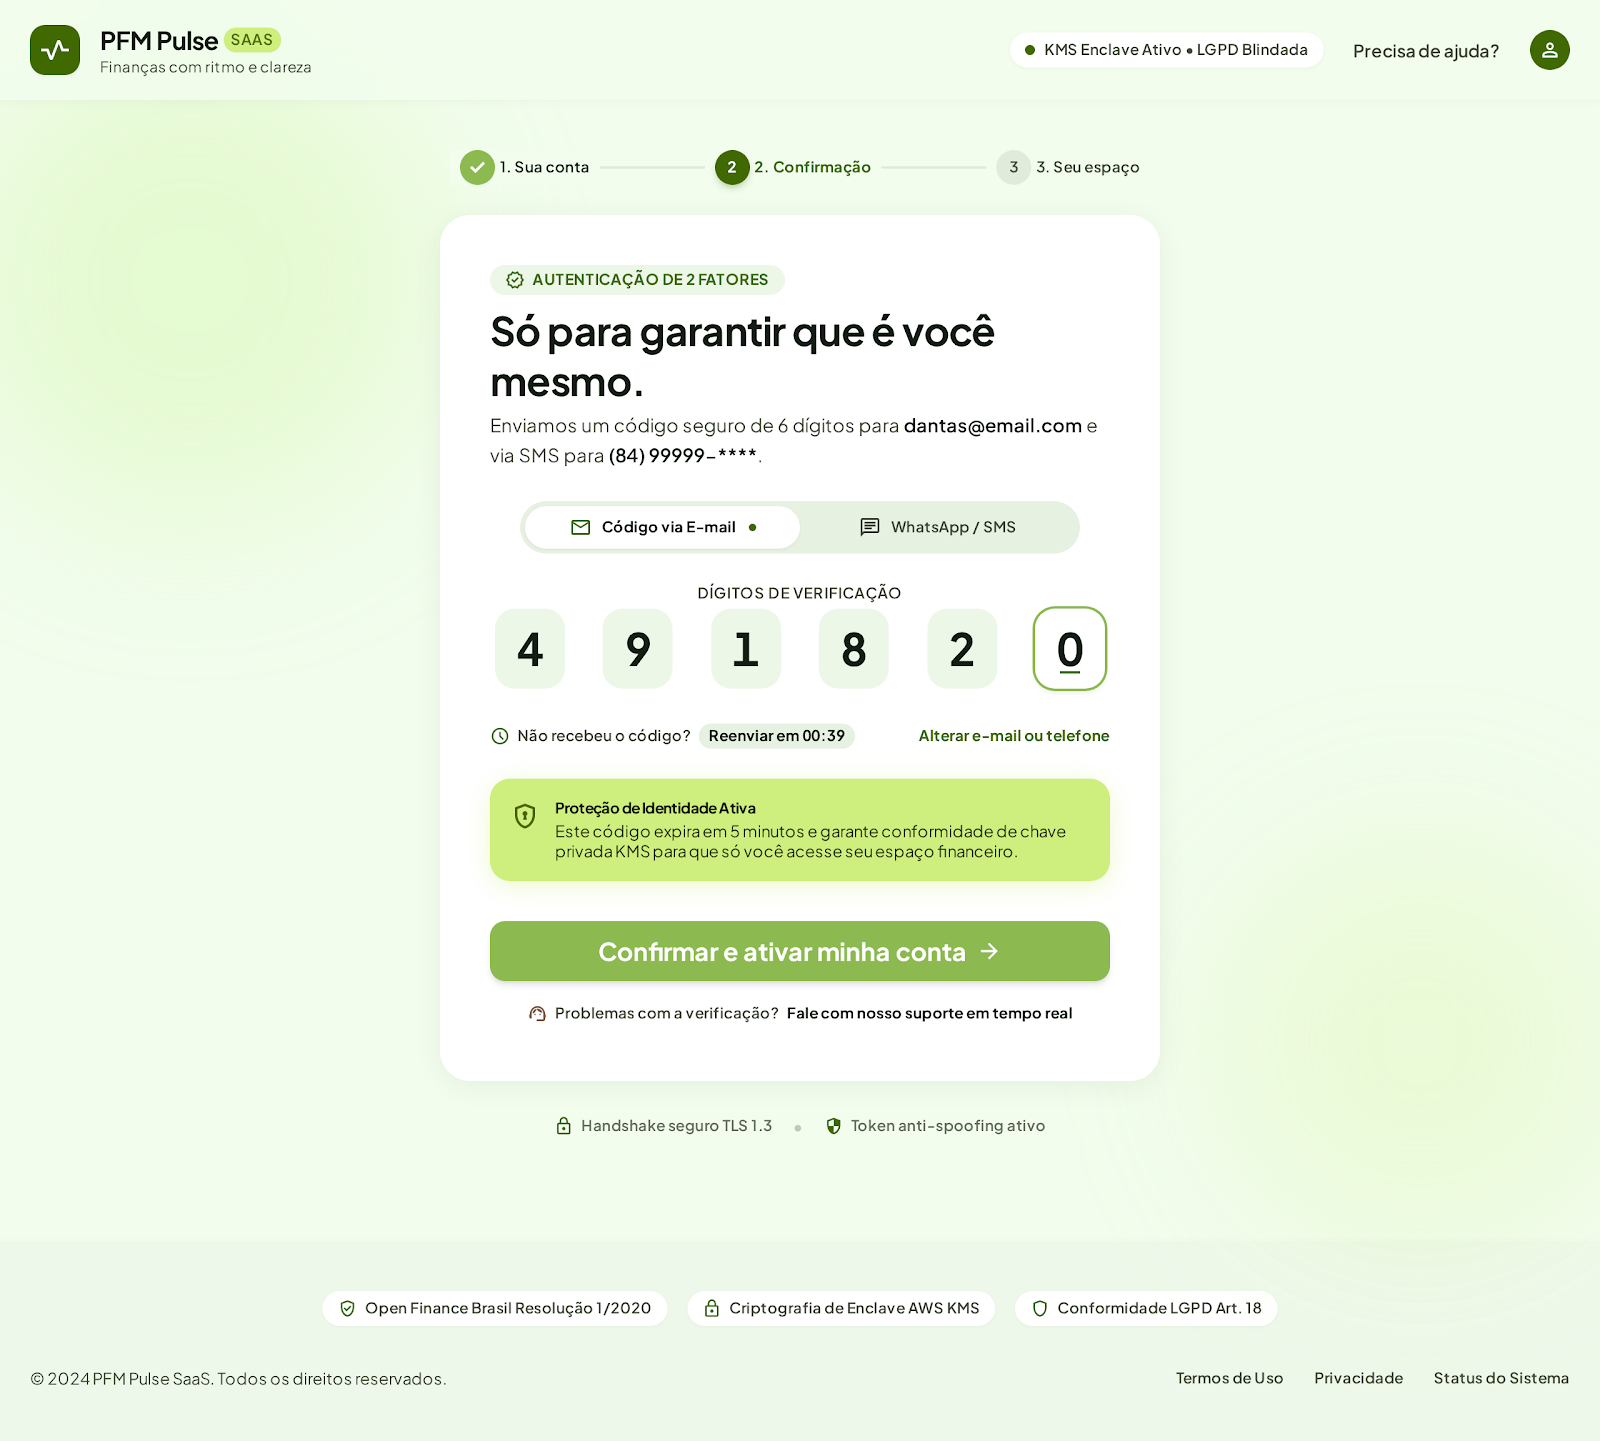 PFM Pulse SAAS
Finanças com ritmo e clareza
KMS Enclave Ativo • LGPD Blindada
Precisa de ajuda?
1. Sua conta
2 2. Confirmação
3 3. Seu espaço
AUTENTICAÇÃO DE 2 FATORES
Só para garantir que é você
mesmo.
Enviamos um código seguro de 6 dígitos para dantas@email.com e
via SMS para (84) 99999-****.
Código via E-mail
WhatsApp / SMS
DÍGITOS DE VERIFICAÇÃO
4 9 1 8 2 0
Não recebeu o código? Reenviar em 00:39
Alterar e-mail ou telefone
Proteção de Identidade Ativa
Este código expira em 5 minutos e garante conformidade de chave
privada KMS para que só você acesse seu espaço financeiro.
Confirmar e ativar minha conta →
Problemas com a verificação? Fale com nosso suporte em tempo real
Handshake seguro TLS 1.3
Token anti-spoofing ativo
Open Finance Brasil Resolução 1/2020
Criptografia de Enclave AWS KMS
Conformidade LGPD Art. 18
© 2024 PFM Pulse SaaS. Todos os direitos reservados.
Termos de Uso
Privacidade
Status do Sistema